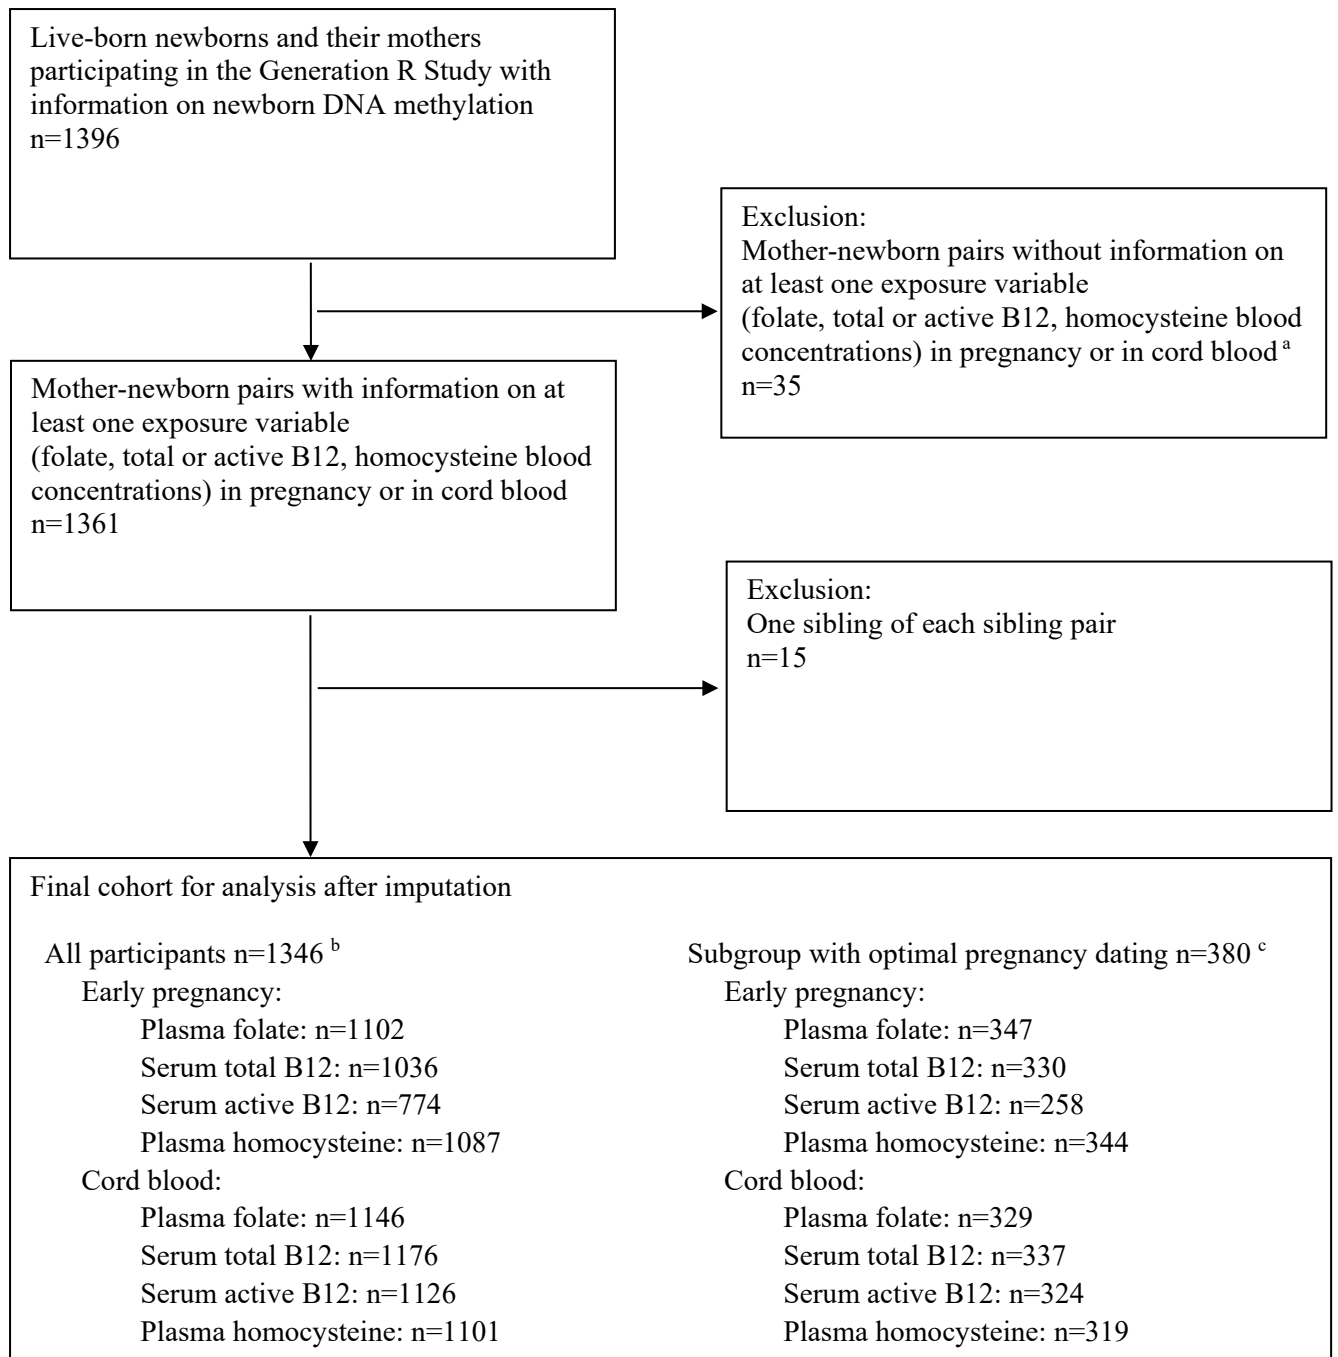 Live-born newborns and their mothers
participating in the Generation R Study with
information on newborn DNA methylation
n=1396
Exclusion:
Mother-newborn pairs without information on
at least one exposure variable
(folate, total or active B12, homocysteine blood
concentrations) in pregnancy or in cord blood a
n=35
Mother-newborn pairs with information on at
least one exposure variable
(folate, total or active B12, homocysteine blood
concentrations) in pregnancy or in cord blood
n=1361
Exclusion:
One sibling of each sibling pair
n=15
Final cohort for analysis after imputation
All participants n=1346 b
Early pregnancy:
Plasma folate: n=1102
Serum total B12: n=1036
Serum active B12: n=774
Plasma homocysteine: n=1087
Cord blood:
Plasma folate: n=1146
Serum total B12: n=1176
Serum active B12: n=1126
Plasma homocysteine: n=1101
Subgroup with optimal pregnancy dating n=380 c
Early pregnancy:
Plasma folate: n=347
Serum total B12: n=330
Serum active B12: n=258
Plasma homocysteine: n=344
Cord blood:
Plasma folate: n=329
Serum total B12: n=337
Serum active B12: n=324
Plasma homocysteine: n=319